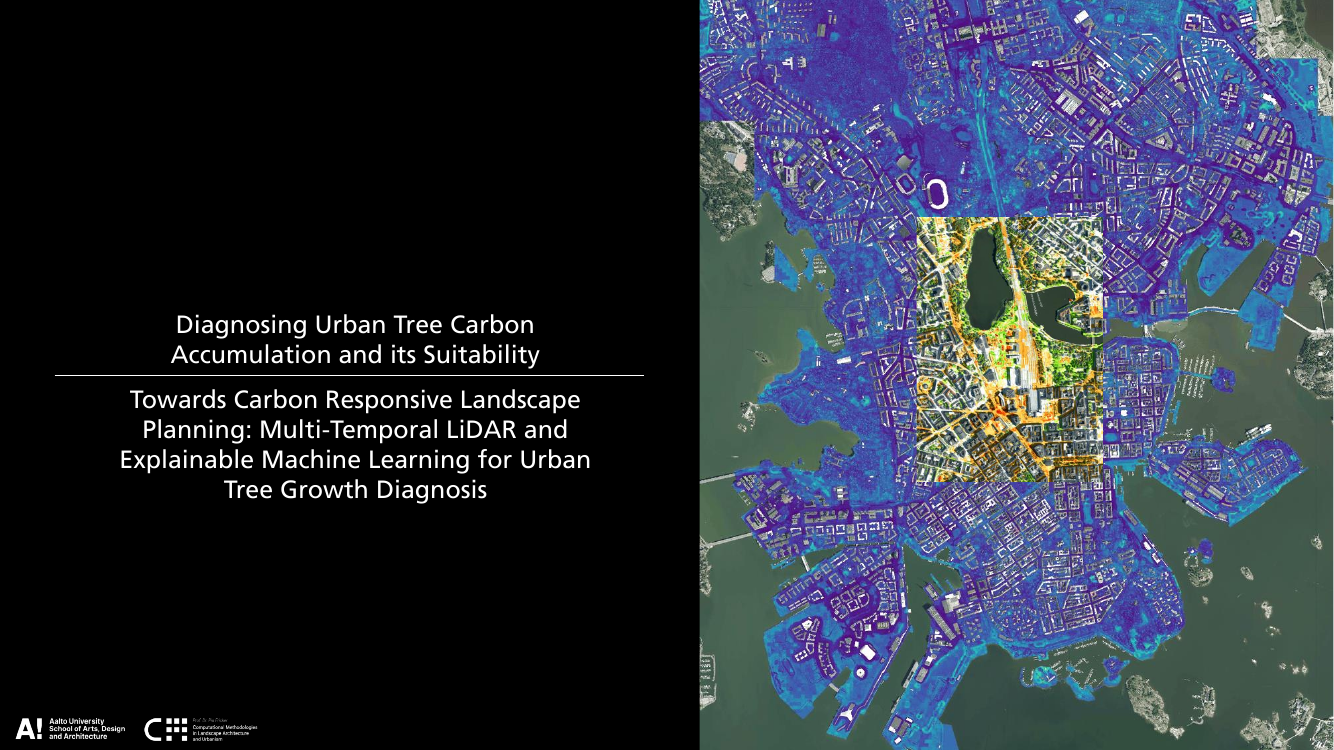 Diagnosing Urban Tree Carbon
Accumulation and its Suitability
Towards Carbon Responsive Landscape
Planning: Multi-Temporal LiDAR and
Explainable Machine Learning for Urban
Tree Growth Diagnosis
A!
Aalto University
School of Arts, Design
and Architecture
Computational Methodologies
in Landscape Architecture
and Urbanism